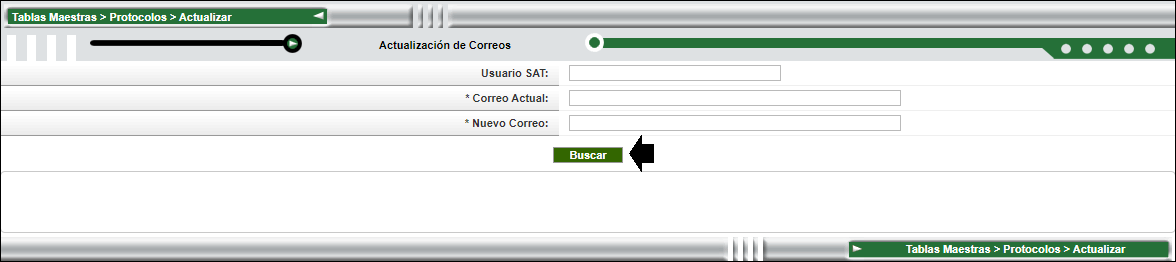 Tablas Maestras > Protocolos > Actualizar
Actualización de Correos
Usuario SAT:
* Correo Actual:
* Nuevo Correo:
Buscar
Tablas Maestras > Protocolos > Actualizar